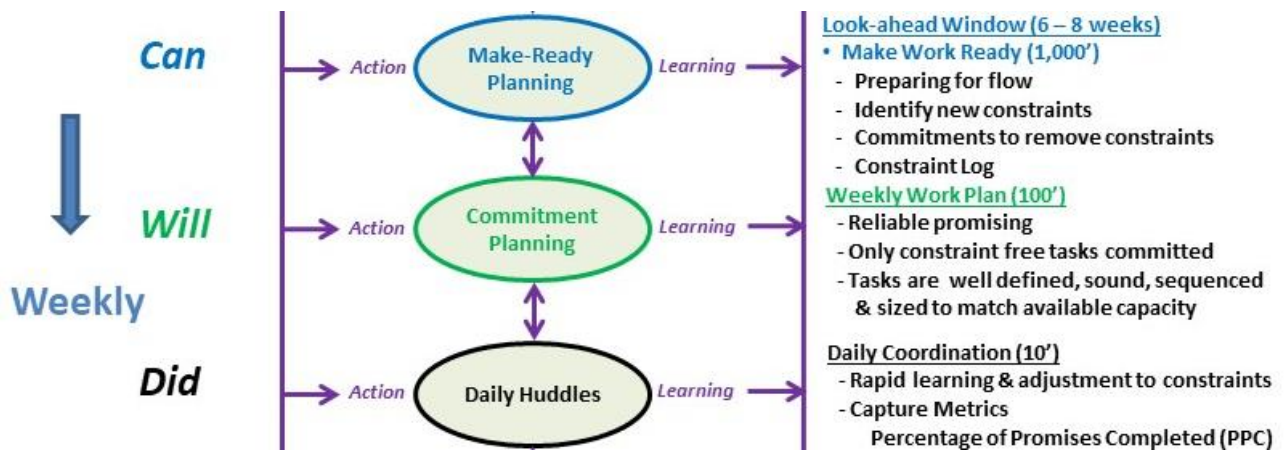 Can
Action
Make-Ready
Planning
Learning
Look-ahead Window (6 – 8 weeks)
• Make Work Ready (1,000’)
- Preparing for flow
- Identify new constraints
- Commitments to remove constraints
- Constraint Log
Will
Action
Commitment
Planning
Learning
Weekly Work Plan (100’)
- Reliable promising
- Only constraint free tasks committed
- Tasks are well defined, sound, sequenced
& sized to match available capacity
Weekly
Did
Action
Daily Huddles
Learning
Daily Coordination (10’)
- Rapid learning & adjustment to constraints
- Capture Metrics
Percentage of Promises Completed (PPC)